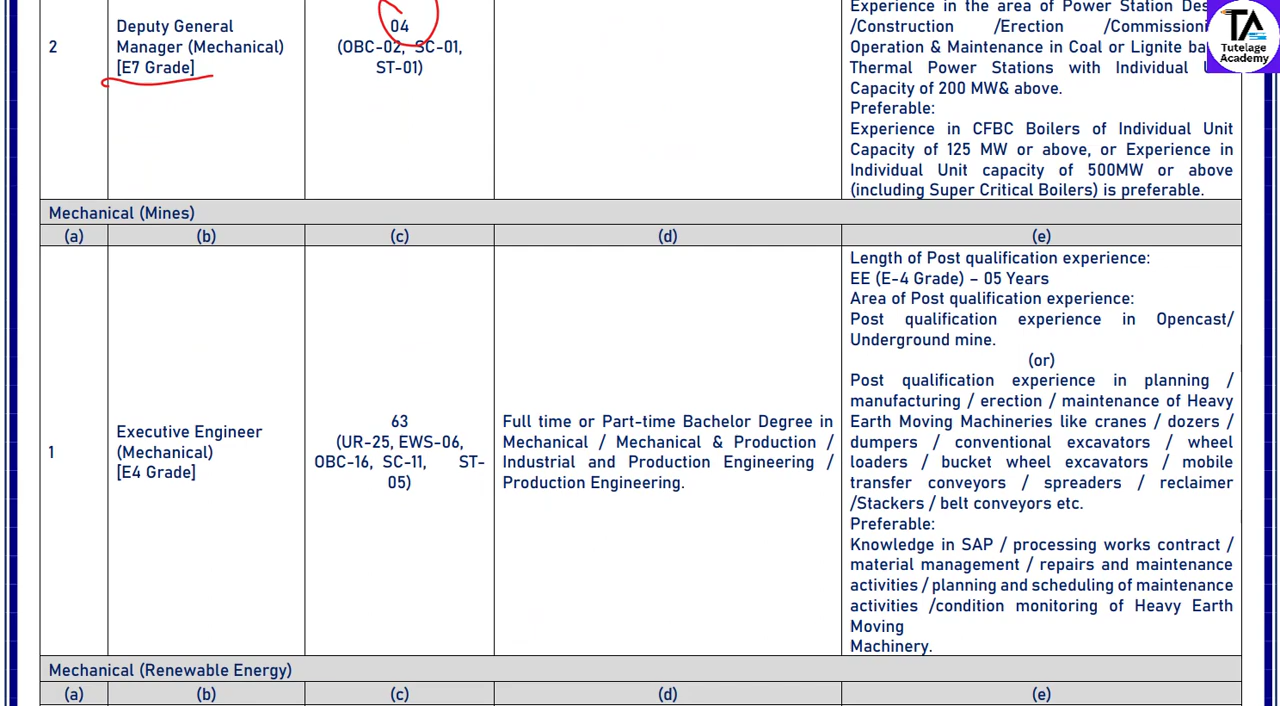 2
Deputy General
Manager (Mechanical)
[E7 Grade]
04
(OBC-02, SC-01,
ST-01)
Experience in the area of Power Station
/Construction /Erection
Operation & Maintenance in Coal or Lignite
Thermal Power Stations with Individual
Capacity of 200 MW& above.
Preferable:
Experience in CFBC Boilers of Individual Unit
Capacity of 125 MW or above, or Experience in
Individual Unit capacity of 500MW or above
(including Super Critical Boilers) is preferable.
TA
Tutelage
Academy
Mechanical (Mines)
(a) (b) (c) (d) (e)
1
Executive Engineer
(Mechanical)
[E4 Grade]
63
(UR-25, EWS-06,
OBC-16, SC-11, ST-
05)
Full time or Part-time Bachelor Degree in
Mechanical / Mechanical & Production /
Industrial and Production Engineering /
Production Engineering.
Length of Post qualification experience:
EE (E-4 Grade) – 05 Years
Area of Post qualification experience:
Post qualification experience in Opencast/
Underground mine.
(or)
Post qualification experience in planning /
manufacturing / erection / maintenance of Heavy
Earth Moving Machineries like cranes / dozers /
dumpers / conventional excavators / wheel
loaders / bucket wheel excavators / mobile
transfer conveyors / spreaders / reclaimer
/Stackers / belt conveyors etc.
Preferable:
Knowledge in SAP / processing works contract /
material management / repairs and maintenance
activities / planning and scheduling of maintenance
activities /condition monitoring of Heavy Earth
Moving
Machinery.
Mechanical (Renewable Energy)
(a) (b) (c) (d) (e)